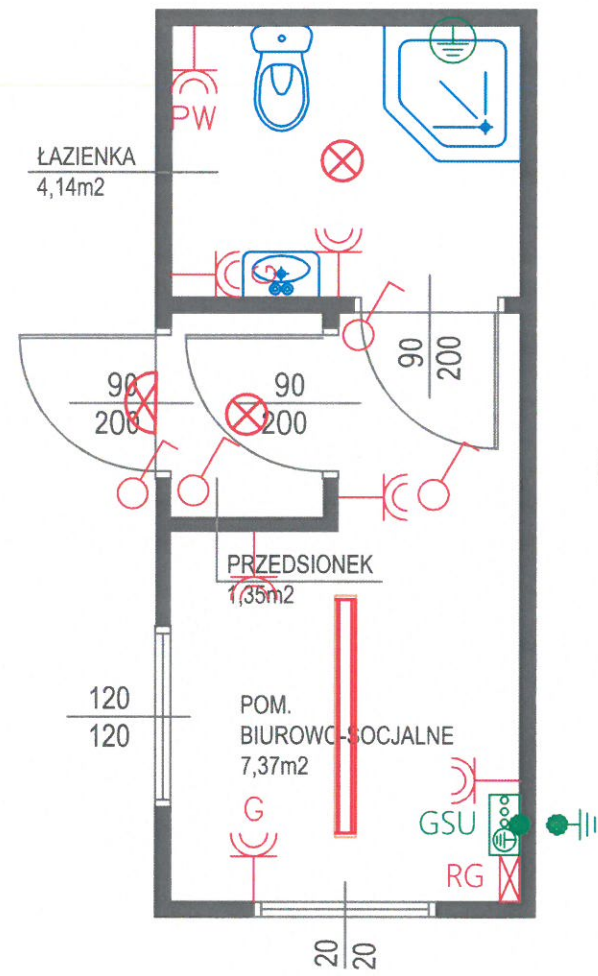 PW
ŁAZIENKA
4,14m2
G
90
200
90
200
90
200
PRZEDSIONEK
1,35m2
120
120
POM.
BIUROWO-SOCJALNE
7,37m2
G
GSU
RG
20
20